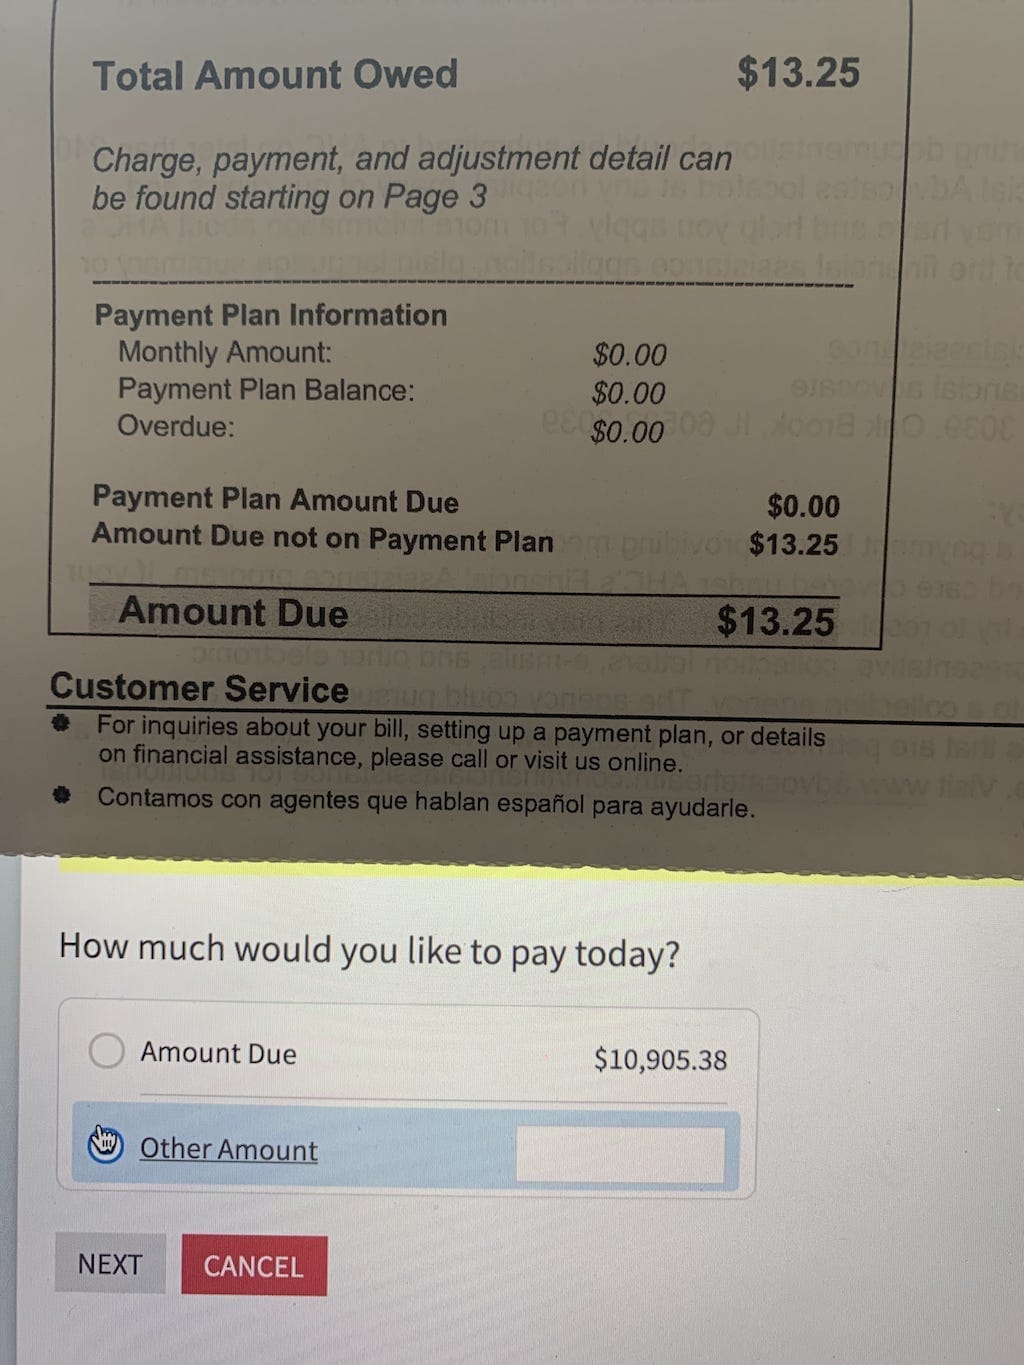 Total Amount Owed $13.25
Charge, payment, and adjustment detail can
be found starting on Page 3
Payment Plan Information
Monthly Amount: $0.00
Payment Plan Balance: $0.00
Overdue: $0.00
Payment Plan Amount Due $0.00
Amount Due not on Payment Plan $13.25
Amount Due $13.25
Customer Service
For inquiries about your bill, setting up a payment plan, or details
on financial assistance, please call or visit us online.
Contamos con agentes que hablan español para ayudarle.
How much would you like to pay today?
Amount Due $10,905.38
Other Amount
NEXT CANCEL